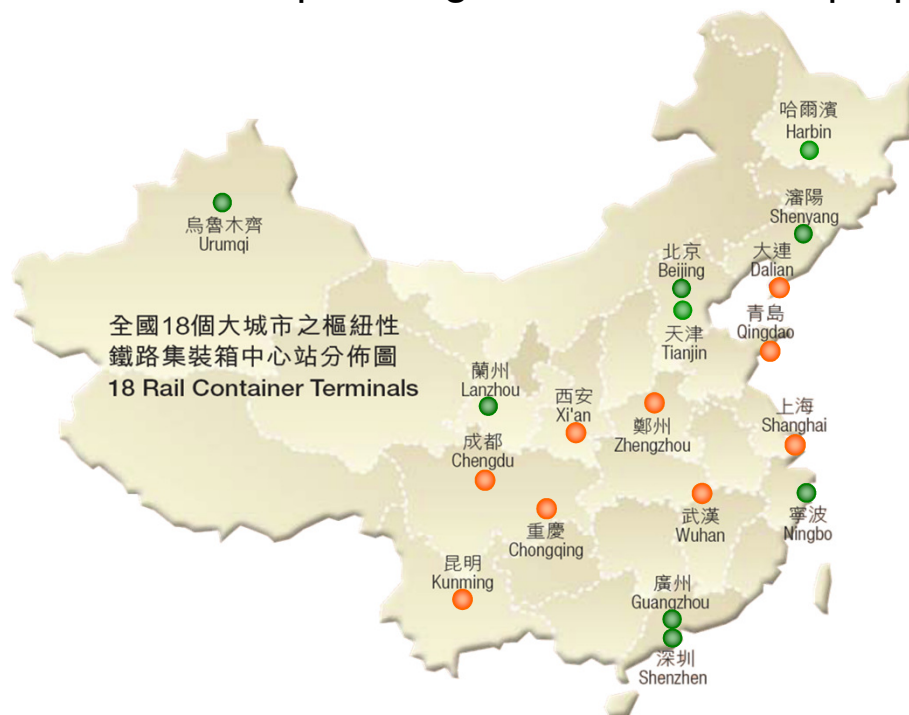 哈爾濱
Harbin
瀋陽
Shenyang
烏魯木齊
Urumqi
北京
Beijing
大連
Dalian
青島
Qingdao
天津
Tianjin
全國18個大城市之樞紐性
鐵路集裝箱中心站分佈圖
18 Rail Container Terminals
蘭州
Lanzhou
西安
Xi'an
鄭州
Zhengzhou
上海
Shanghai
成都
Chengdu
重慶
Chongqing
武漢
Wuhan
寧波
Ningbo
昆明
Kunming
廣州
Guangzhou
深圳
Shenzhen